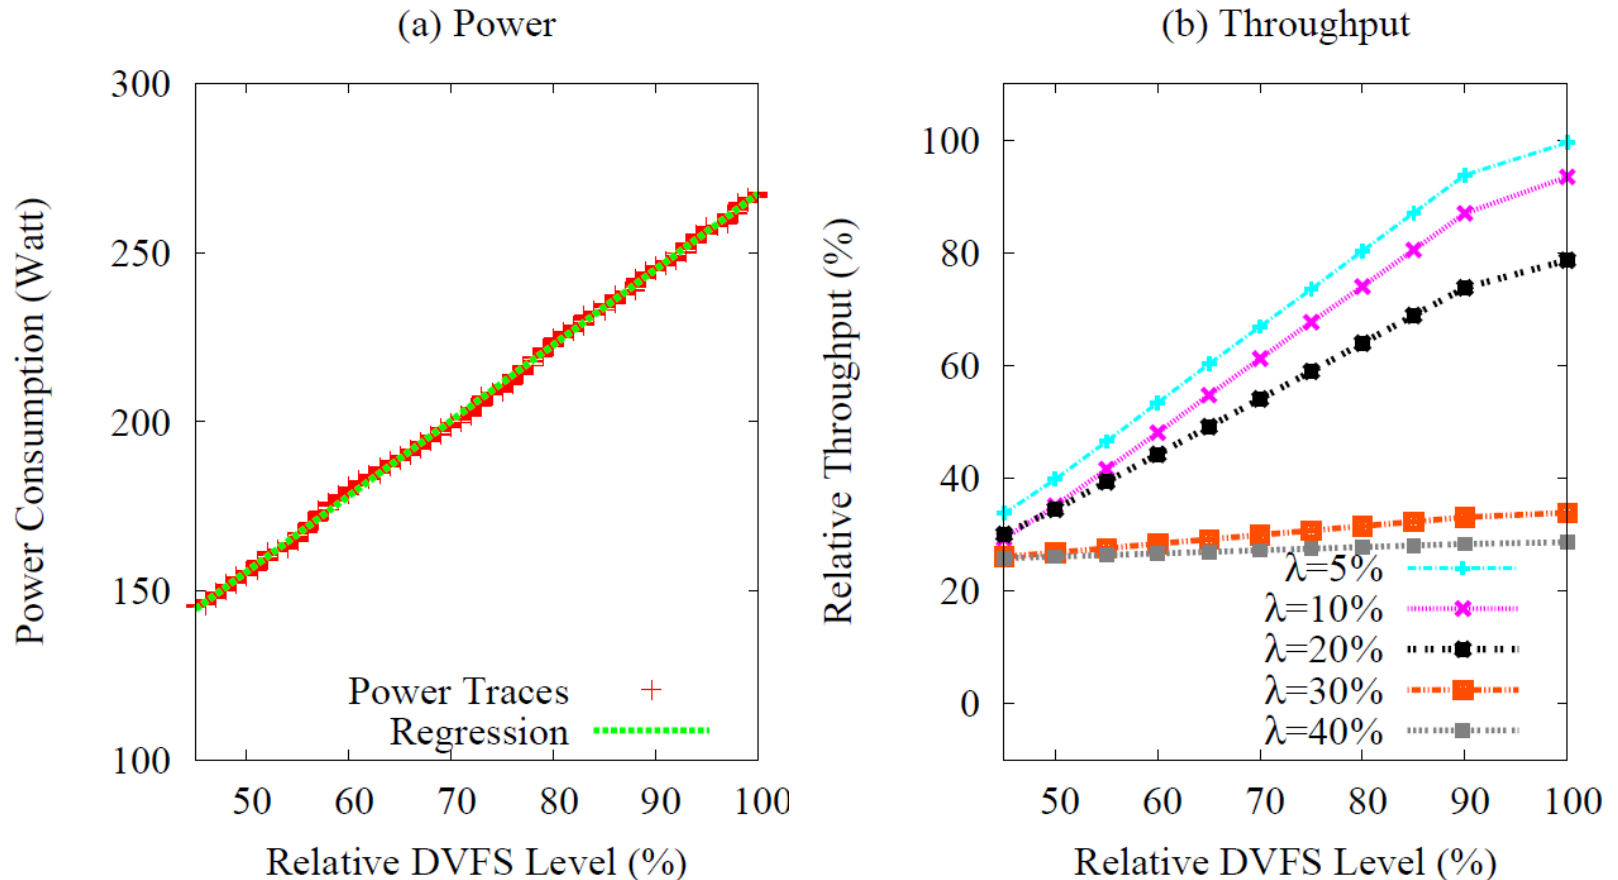 (a) Power
300
250
200
150
100
Power Consumption (Watt)
Power Traces
Regression
50 60 70 80 90 100
Relative DVFS Level (%)
(b) Throughput
100
80
60
40
20
0
Relative Throughput (%)
λ=5%
λ=10%
λ=20%
λ=30%
λ=40%
50 60 70 80 90 100
Relative DVFS Level (%)